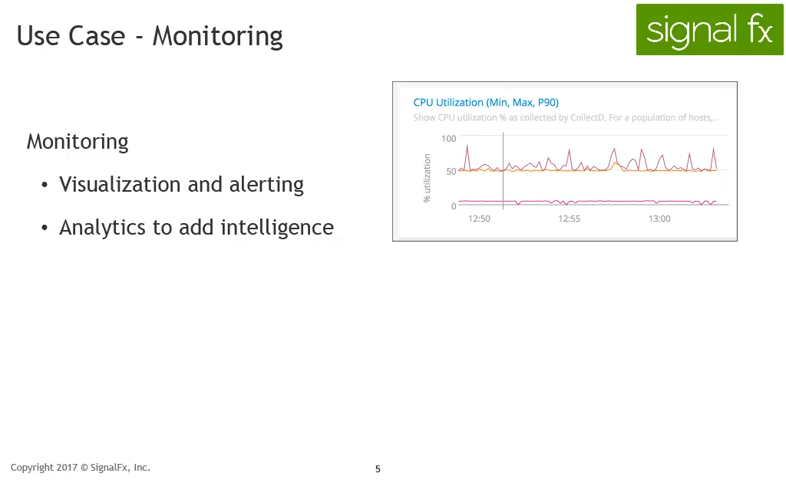 Use Case - Monitoring
signal fx
Monitoring
• Visualization and alerting
• Analytics to add intelligence
CPU Utilization (Min, Max, P90)
Show CPU utilization % as collected by CollectD. For a population of hosts,...
% utilization
100
50
0
12:50 12:55 13:00
Copyright 2017 © SignalFx, Inc.
5